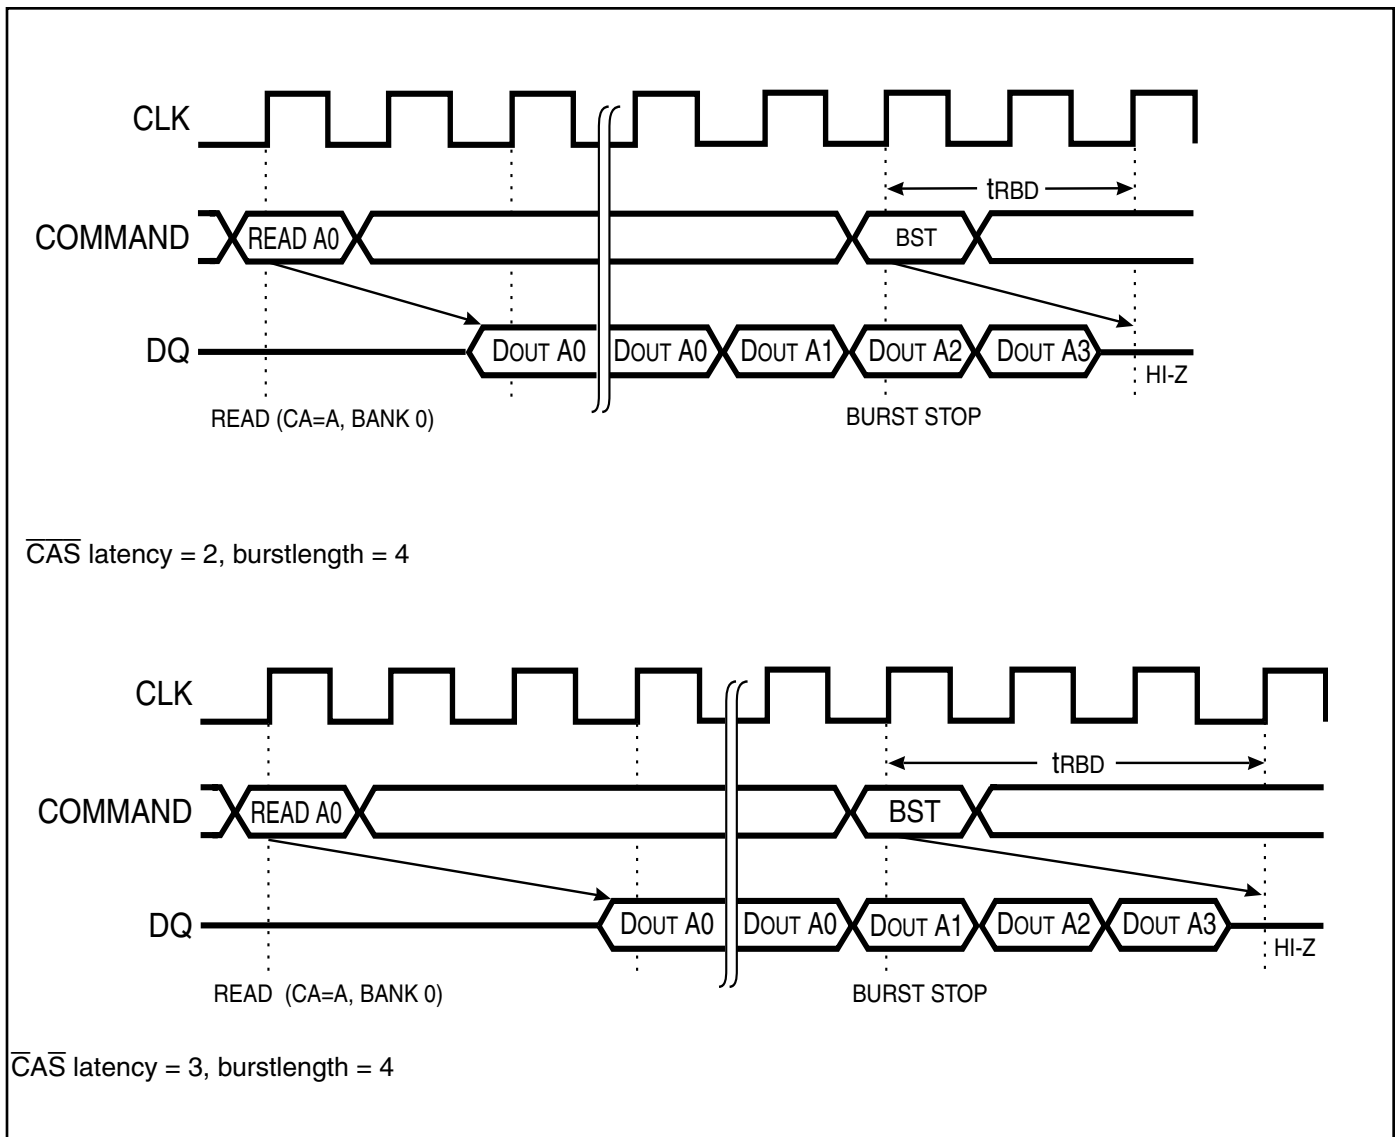 CLK
tRBD
COMMAND READ A0 BST
DQ DOUT A0 DOUT A0 DOUT A1 DOUT A2 DOUT A3
HI-Z
READ (CA=A, BANK 0) BURST STOP
C̅A̅S̅ latency = 2, burstlength = 4
CLK
tRBD
COMMAND READ A0 BST
DQ DOUT A0 DOUT A0 DOUT A1 DOUT A2 DOUT A3
HI-Z
READ (CA=A, BANK 0) BURST STOP
C̅AS̅ latency = 3, burstlength = 4